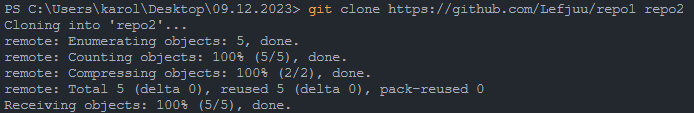 PS C:\Users\karol\Desktop\09.12.2023> git clone https://github.com/Lefjuu/repo1 repo2
Cloning into 'repo2'...
remote: Enumerating objects: 5, done.
remote: Counting objects: 100% (5/5), done.
remote: Compressing objects: 100% (2/2), done.
remote: Total 5 (delta 0), reused 5 (delta 0), pack-reused 0
Receiving objects: 100% (5/5), done.